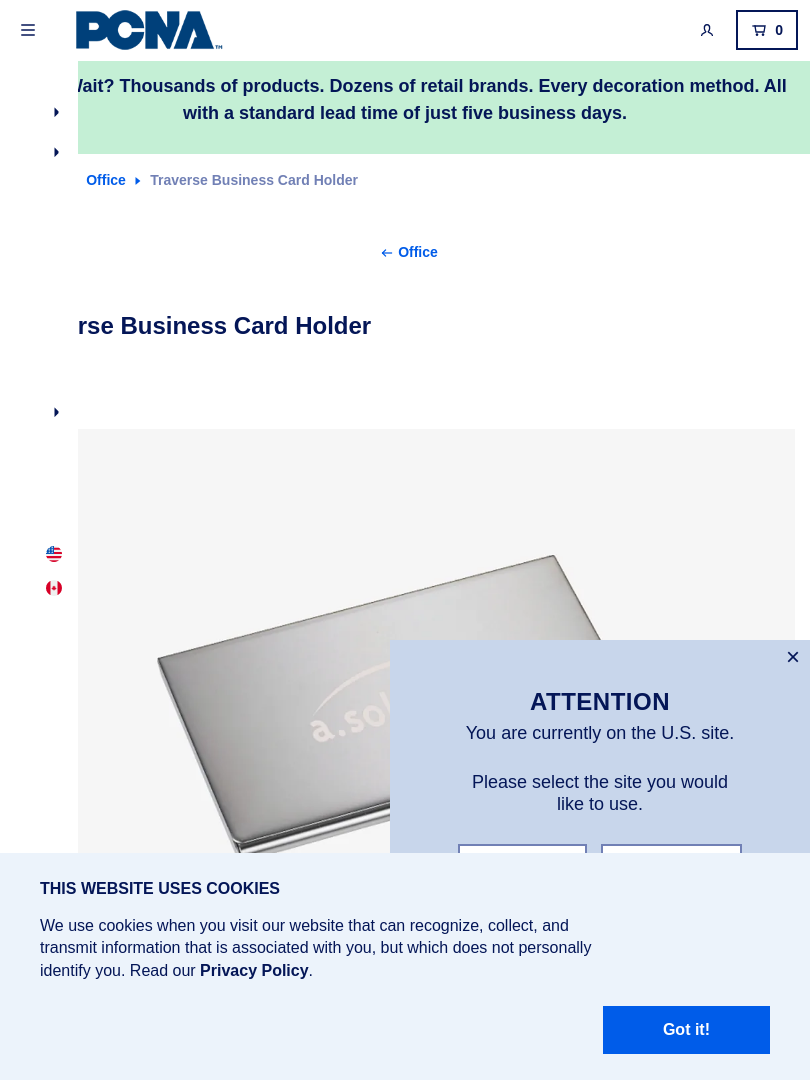 PCNA™
0
Wait? Thousands of products. Dozens of retail brands. Every decoration method. All
with a standard lead time of just five business days.
Office Traverse Business Card Holder
Office
rse Business Card Holder
a.sol
×
ATTENTION
You are currently on the U.S. site.
Please select the site you would
like to use.
THIS WEBSITE USES COOKIES
We use cookies when you visit our website that can recognize, collect, and
transmit information that is associated with you, but which does not personally
identify you. Read our Privacy Policy.
Got it!